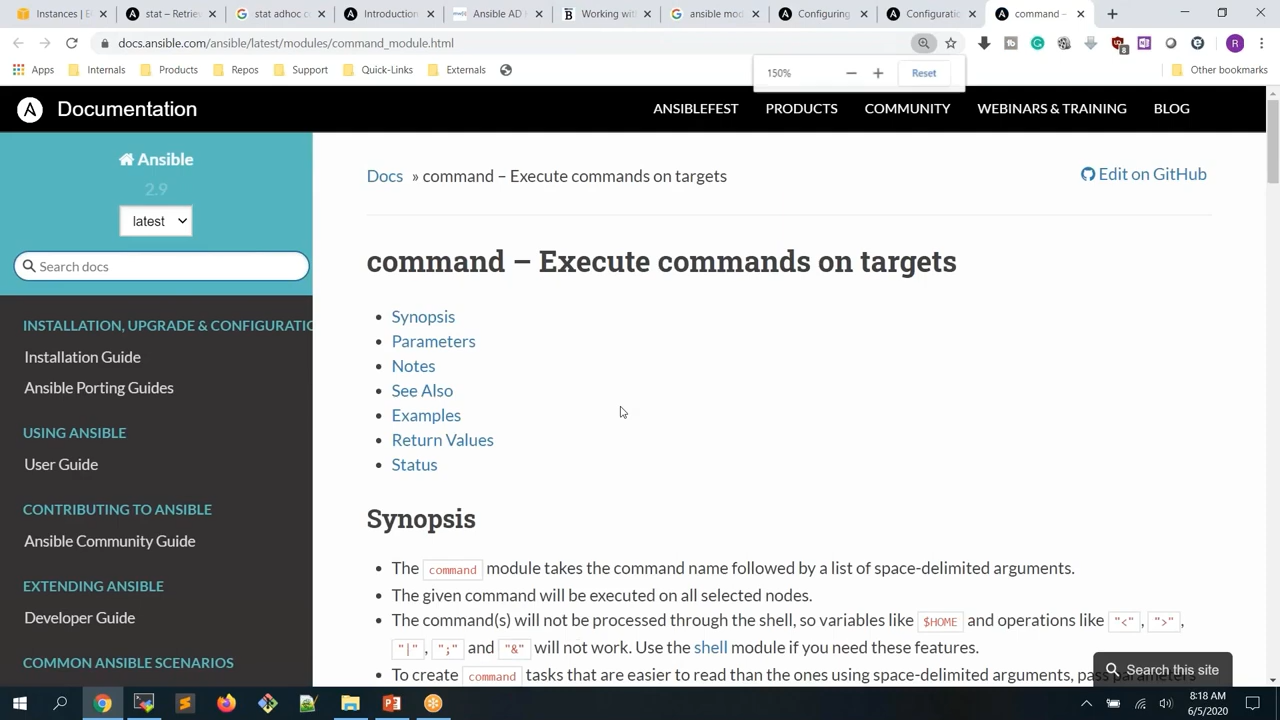 Instances | E
stat – Retries
stat adhoc c
Introduction
Ansible AD H
Working wit
ansible mod
Configuring
Configuratio
command –
docs.ansible.com/ansible/latest/modules/command_module.html
8
R
Apps
Internals
Products
Repos
Support
Quick-Links
Externals
Other bookmarks
150%
Reset
Documentation
ANSIBLEFEST
PRODUCTS
COMMUNITY
WEBINARS & TRAINING
BLOG
Ansible
2.9
latest
Search docs
INSTALLATION, UPGRADE & CONFIGURATIO
Installation Guide
Ansible Porting Guides
USING ANSIBLE
User Guide
CONTRIBUTING TO ANSIBLE
Ansible Community Guide
EXTENDING ANSIBLE
Developer Guide
COMMON ANSIBLE SCENARIOS
Docs » command – Execute commands on targets
Edit on GitHub
command – Execute commands on targets
• Synopsis
• Parameters
• Notes
• See Also
• Examples
• Return Values
• Status
Synopsis
• The command module takes the command name followed by a list of space-delimited arguments.
• The given command will be executed on all selected nodes.
• The command(s) will not be processed through the shell, so variables like $HOME and operations like "<", ">",
"|", ";" and "&" will not work. Use the shell module if you need these features.
• To create command tasks that are easier to read than the ones using space-delimited arguments, pass parameters
Search this site
8:18 AM
6/5/2020